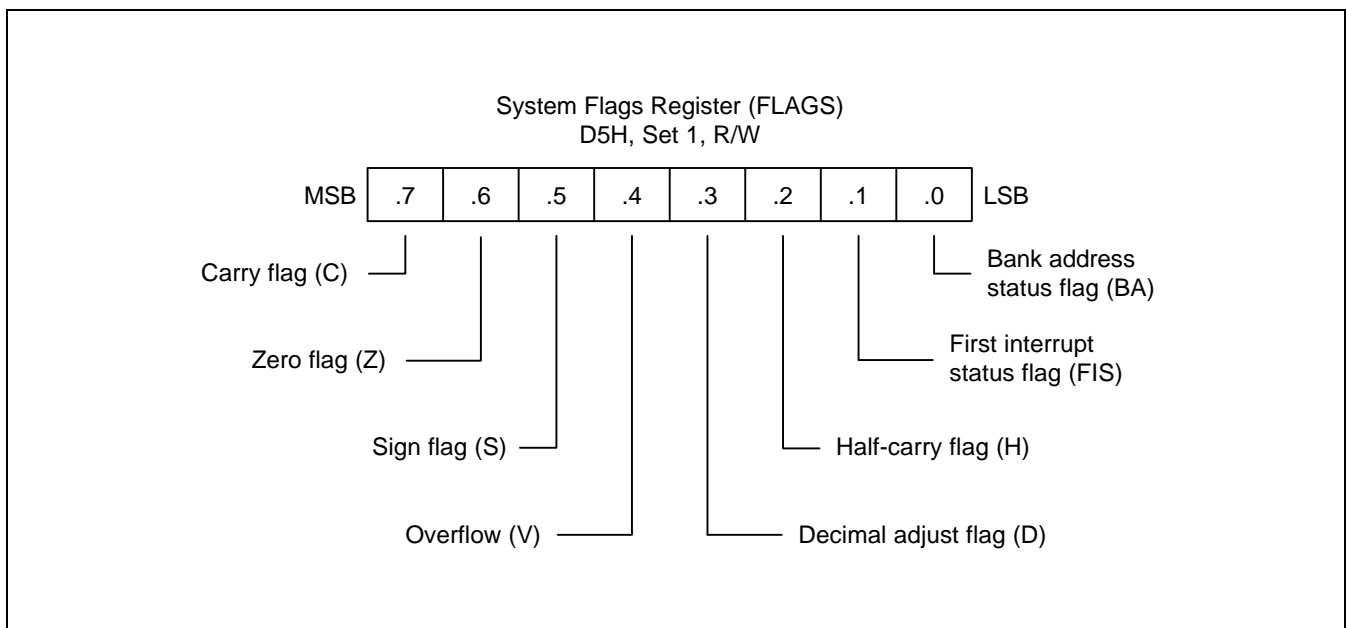 System Flags Register (FLAGS)
D5H, Set 1, R/W
MSB .7 .6 .5 .4 .3 .2 .1 .0 LSB
Carry flag (C)
Bank address
status flag (BA)
Zero flag (Z)
First interrupt
status flag (FIS)
Sign flag (S)
Half-carry flag (H)
Overflow (V)
Decimal adjust flag (D)